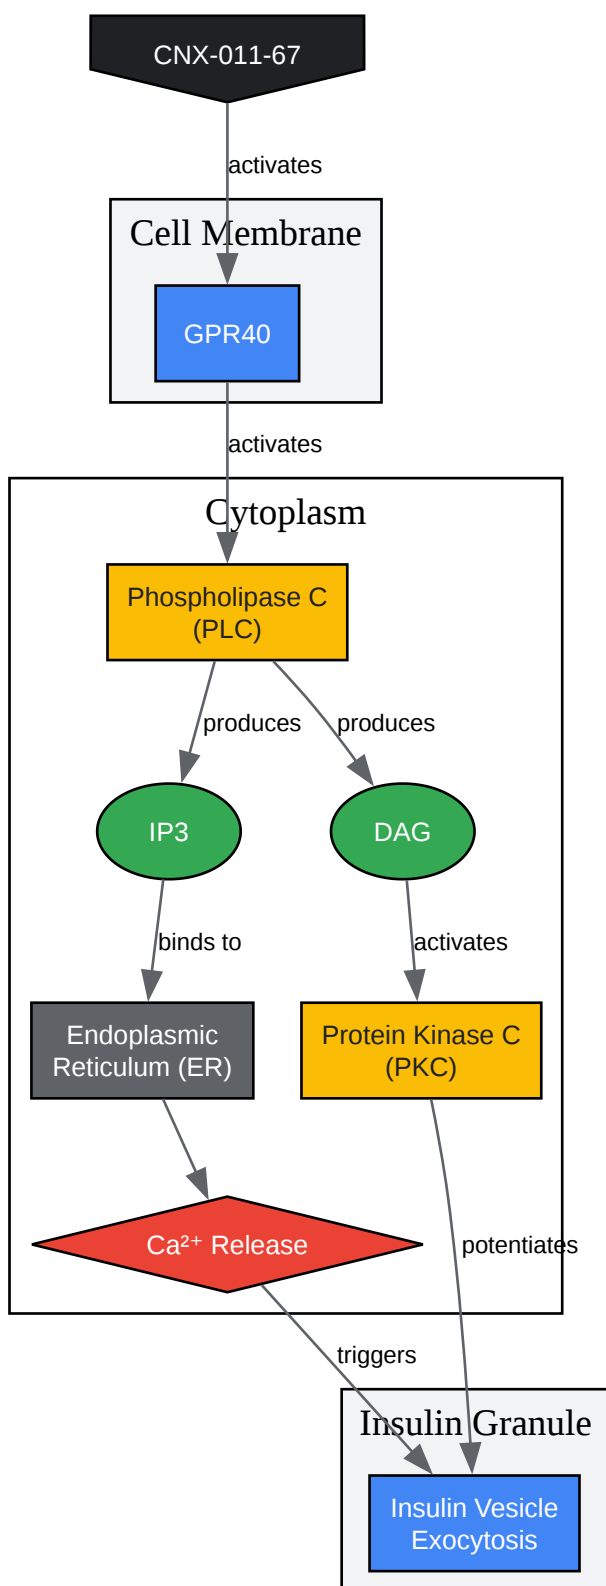 CNX-011-67
activates
Cell Membrane
GPR40
activates
Cytoplasm
Phospholipase C
(PLC)
produces
produces
IP3
DAG
binds to
activates
Endoplasmic
Reticulum (ER)
Protein Kinase C
(PKC)
Ca²⁺ Release
potentiates
triggers
Insulin Granule
Insulin Vesicle
Exocytosis